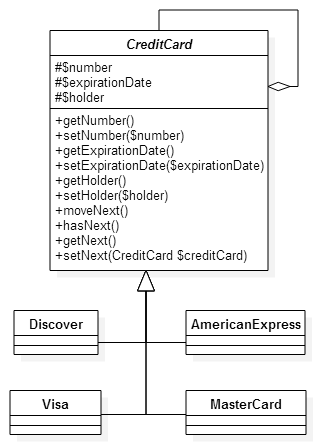 CreditCard
#$number
#$expirationDate
#$holder
+getNumber()
+setNumber($number)
+getExpirationDate()
+setExpirationDate($expirationDate)
+getHolder()
+setHolder($holder)
+moveNext()
+hasNext()
+getNext()
+setNext(CreditCard $creditCard)
Discover
AmericanExpress
Visa
MasterCard